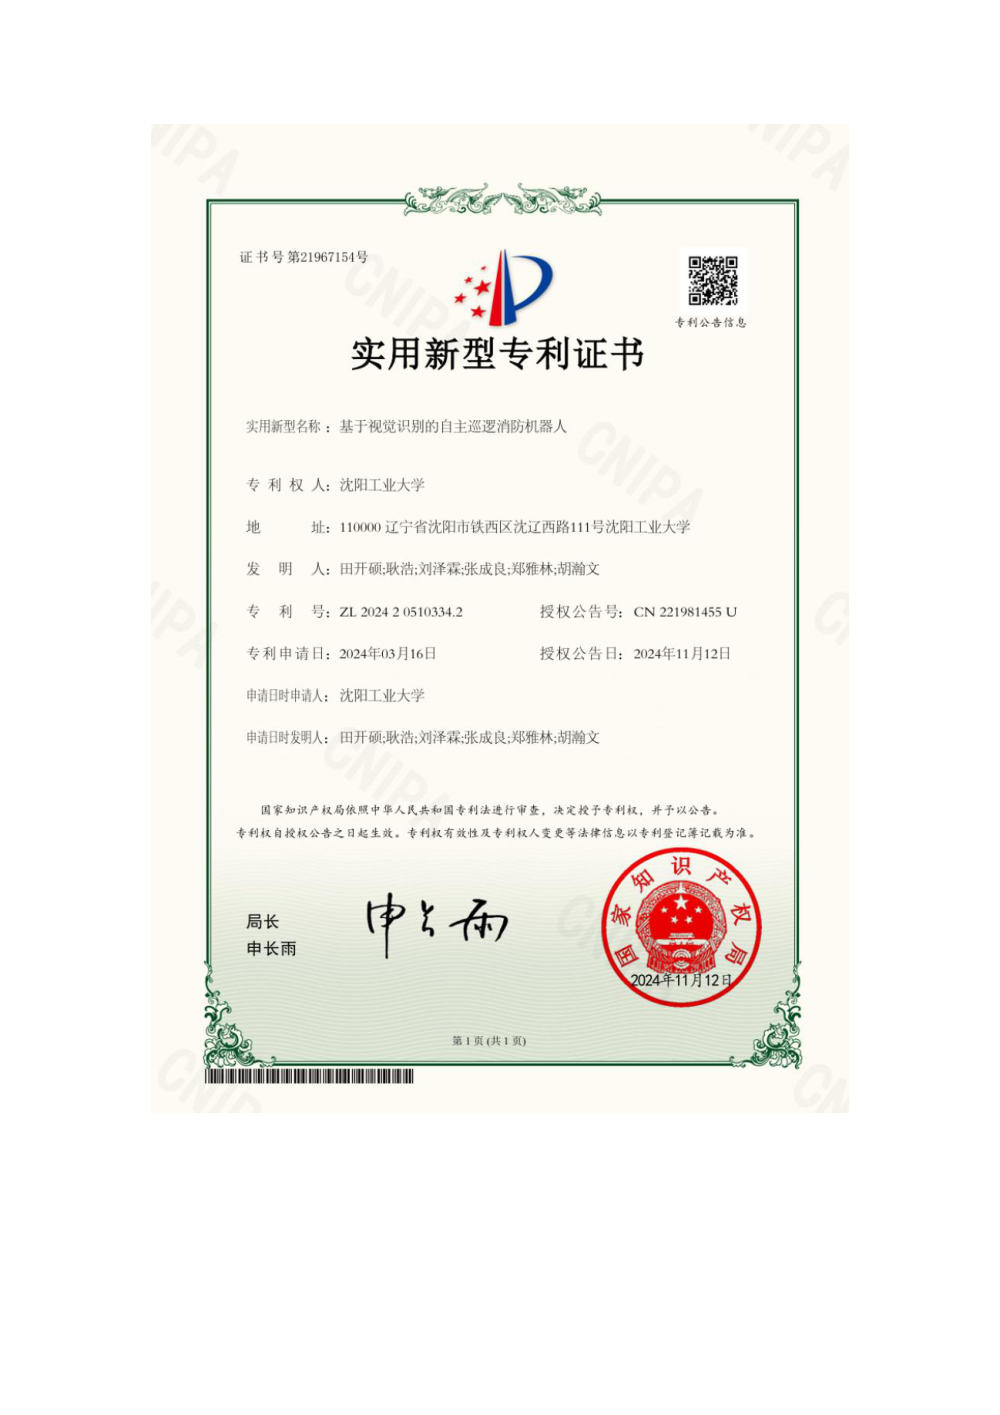 证书号第21967154号
专利公告信息
实用新型专利证书
实用新型名称：基于视觉识别的自主巡逻消防机器人
专利权人：沈阳工业大学
地址：110000 辽宁省沈阳市铁西区沈辽西路111号沈阳工业大学
发明人：田开硕;耿浩;刘泽霖;张成良;郑雅林;胡瀚文
专利号：ZL 2024 2 0510334.2 授权公告号：CN 221981455 U
专利申请日：2024年03月16日 授权公告日：2024年11月12日
申请日时申请人：沈阳工业大学
申请日时发明人：田开硕;耿浩;刘泽霖;张成良;郑雅林;胡瀚文
国家知识产权局依照中华人民共和国专利法进行审查，决定授予专利权，并予以公告。
专利权自授权公告之日起生效。专利权有效性及专利权人变更等法律信息以专利登记簿记载为准。
局长
申长雨
申长雨
国家知识产权局
2024年11月12日
第 1 页 (共 1 页)
CNIPA
CNIPA
CNIPA
CNIPA
CNIPA